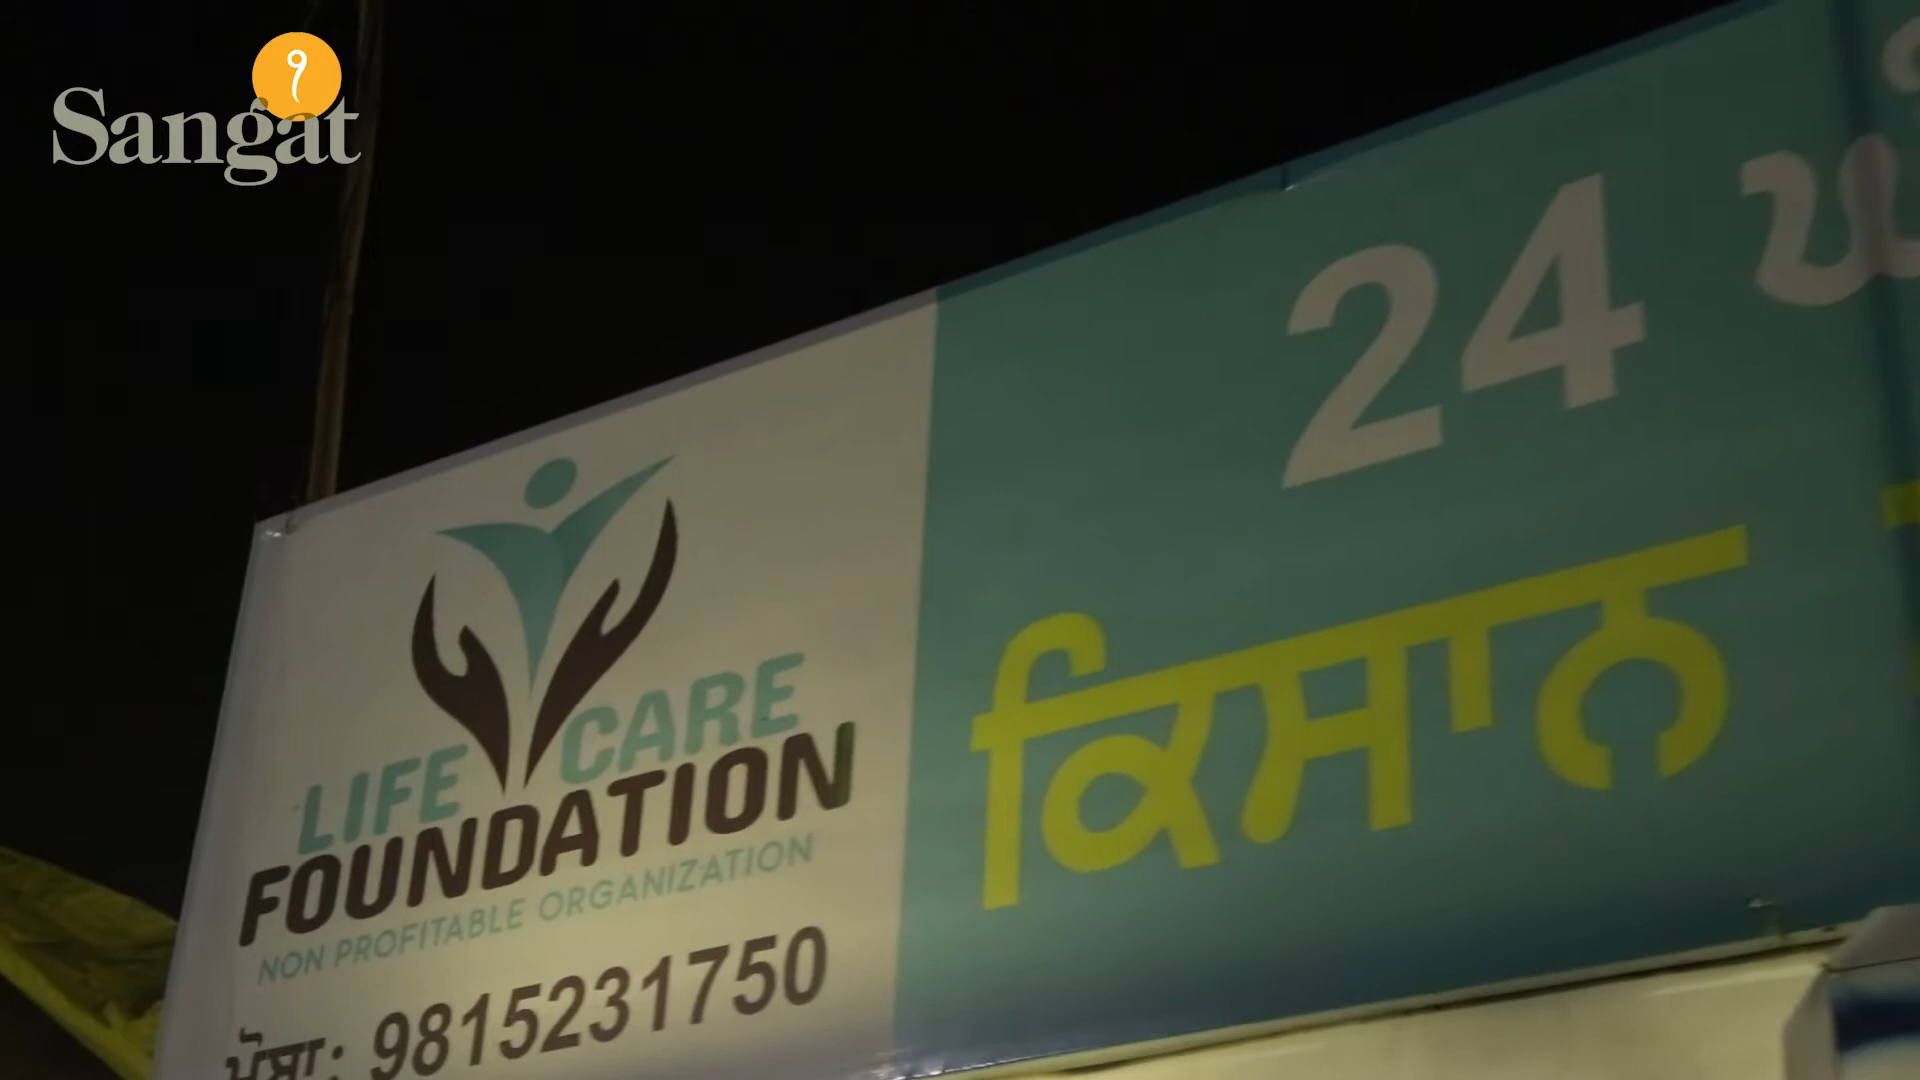 Sangat
24
ਕਿਸਾਨ
LIFE CARE
FOUNDATION
NON PROFITABLE ORGANIZATION
ਮੋਬਾ: 9815231750